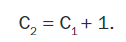 C₂ = C₁ + 1.